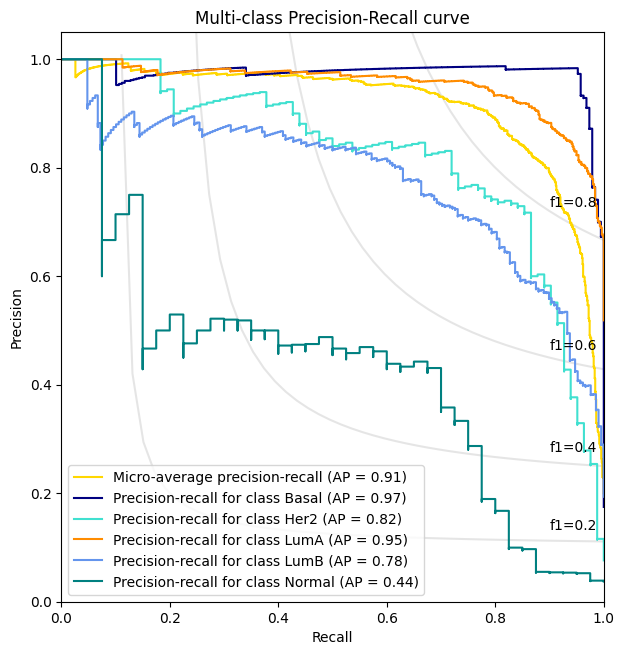 Multi-class Precision-Recall curve
Precision
1.0
0.8
0.6
0.4
0.2
0.0
f1=0.8
f1=0.6
f1=0.4
f1=0.2
Micro-average precision-recall (AP = 0.91)
Precision-recall for class Basal (AP = 0.97)
Precision-recall for class Her2 (AP = 0.82)
Precision-recall for class LumA (AP = 0.95)
Precision-recall for class LumB (AP = 0.78)
Precision-recall for class Normal (AP = 0.44)
0.0 0.2 0.4 0.6 0.8 1.0
Recall